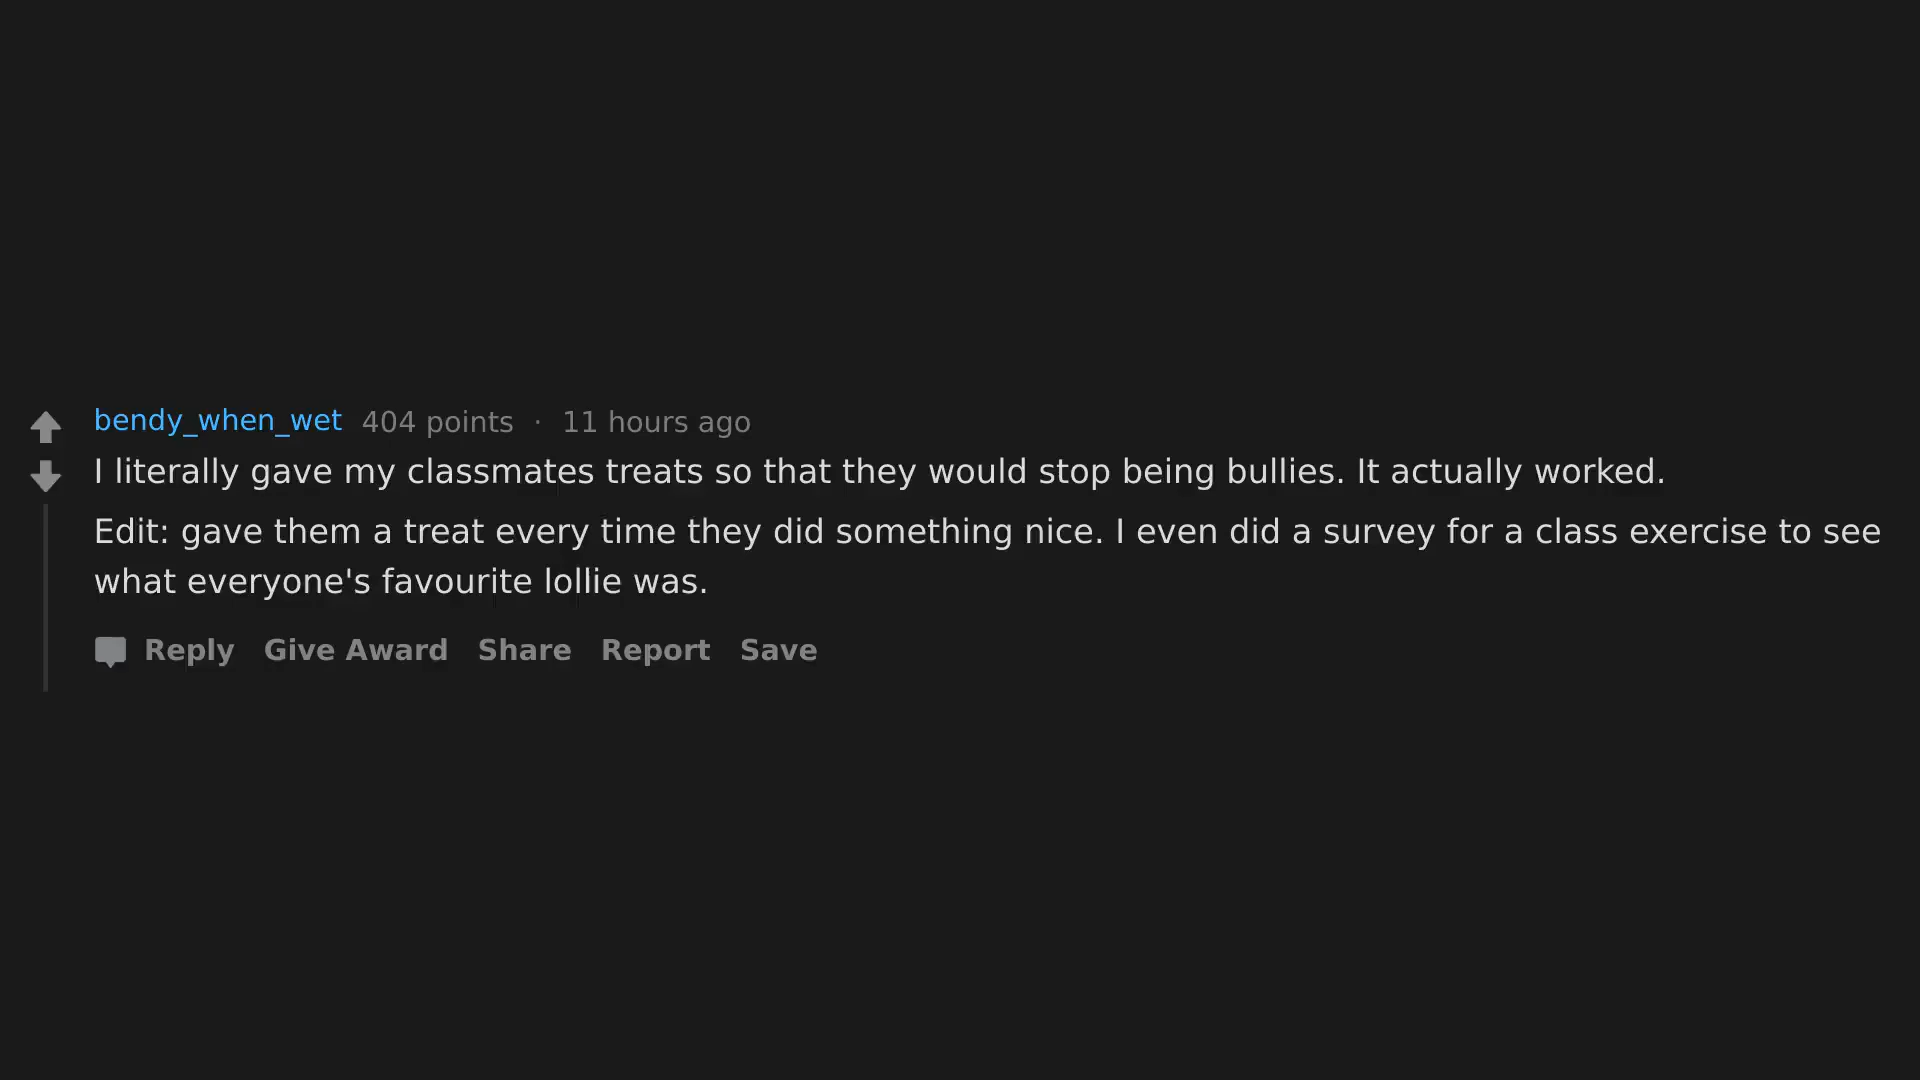 bendy_when_wet 404 points · 11 hours ago
I literally gave my classmates treats so that they would stop being bullies. It actually worked.
Edit: gave them a treat every time they did something nice. I even did a survey for a class exercise to see
what everyone's favourite lollie was.
Reply Give Award Share Report Save